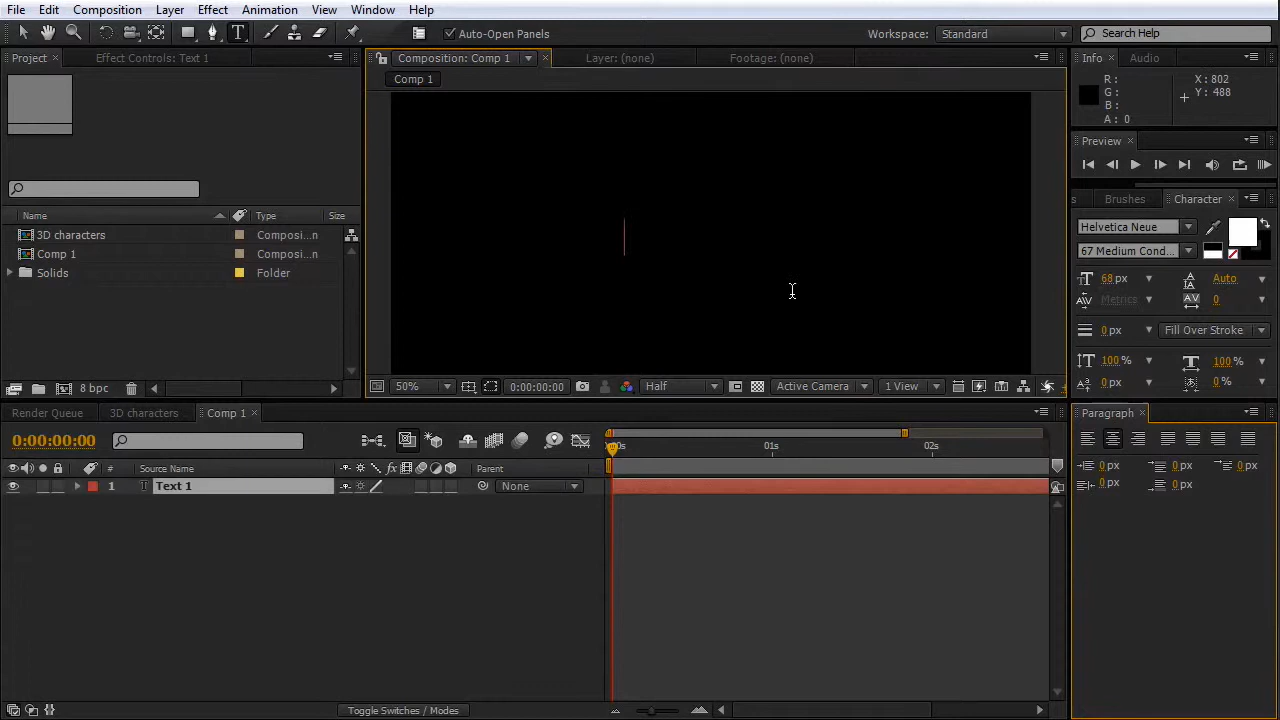 File Edit Composition Layer Effect Animation View Window Help
T Auto-Open Panels Workspace: Standard Search Help
Project Effect Controls: Text 1 Composition: Comp 1 Layer: (none) Footage: (none) Info Audio
Comp 1
R :
G :
B :
A : 0
X: 802
Y: 488
Preview
s Brushes Character
Helvetica Neue
67 Medium Cond...
68 px Auto
Metrics 0
0 px Fill Over Stroke
100 % 100 %
0 px 0 %
Name Type Size
3D characters Composi...n
Comp 1 Composi...n
Solids Folder
8 bpc 50% 0:00:00:00 Half Active Camera 1 View
Render Queue 3D characters Comp 1 Paragraph
0:00:00:00 00s 01s 02s
# Source Name Parent
1 T Text 1 None
0 px 0 px 0 px
0 px 0 px
Toggle Switches / Modes